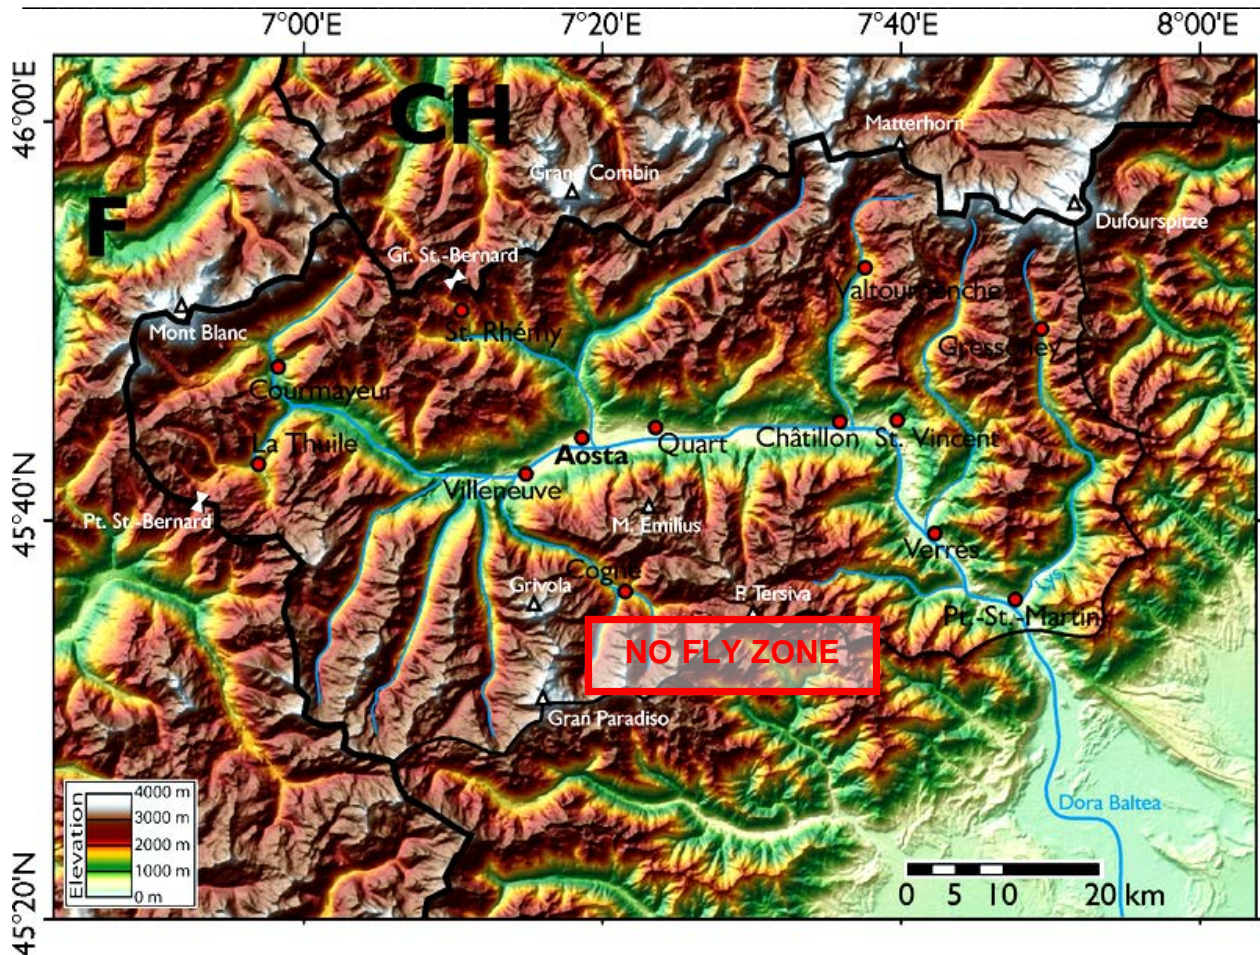 7°00'E
7°20'E
7°40'E
8°00'E
46°00'E
45°40'N
45°20'N
CH
F
Matterhorn
Grand Combin
Dufourspitze
Gr. St.-Bernard
Valtournenche
Mont Blanc
St. Rhémy
Gressoney
Courmayeur
La Thuile
Aosta
Quart
Châtillon
St. Vincent
Villeneuve
Pt. St.-Bernard
M. Emilius
Verrès
Cogne
Grivola
P. Tersiva
Lys
Pt.-St.-Martin
NO FLY ZONE
Gran Paradiso
Dora Baltea
Elevation
4000 m
3000 m
2000 m
1000 m
0 m
0 5 10 20 km